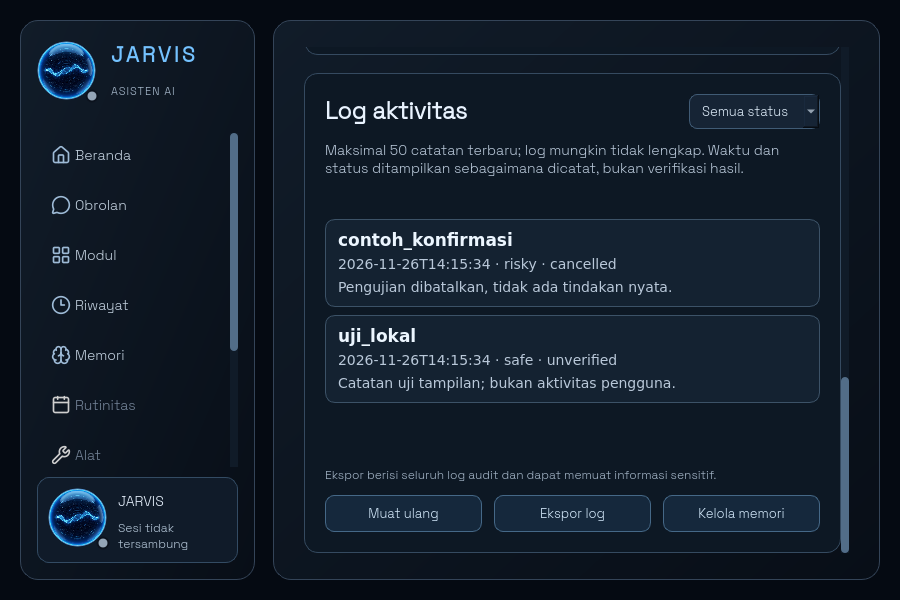 JARVIS
ASISTEN AI
Beranda
Obrolan
Modul
Riwayat
Memori
Rutinitas
Alat
JARVIS
Sesi tidak
tersambung
Log aktivitas
Semua status
Maksimal 50 catatan terbaru; log mungkin tidak lengkap. Waktu dan
status ditampilkan sebagaimana dicatat, bukan verifikasi hasil.
contoh_konfirmasi
2026-11-26T14:15:34 · risky · cancelled
Pengujian dibatalkan, tidak ada tindakan nyata.
uji_lokal
2026-11-26T14:15:34 · safe · unverified
Catatan uji tampilan; bukan aktivitas pengguna.
Ekspor berisi seluruh log audit dan dapat memuat informasi sensitif.
Muat ulang
Ekspor log
Kelola memori